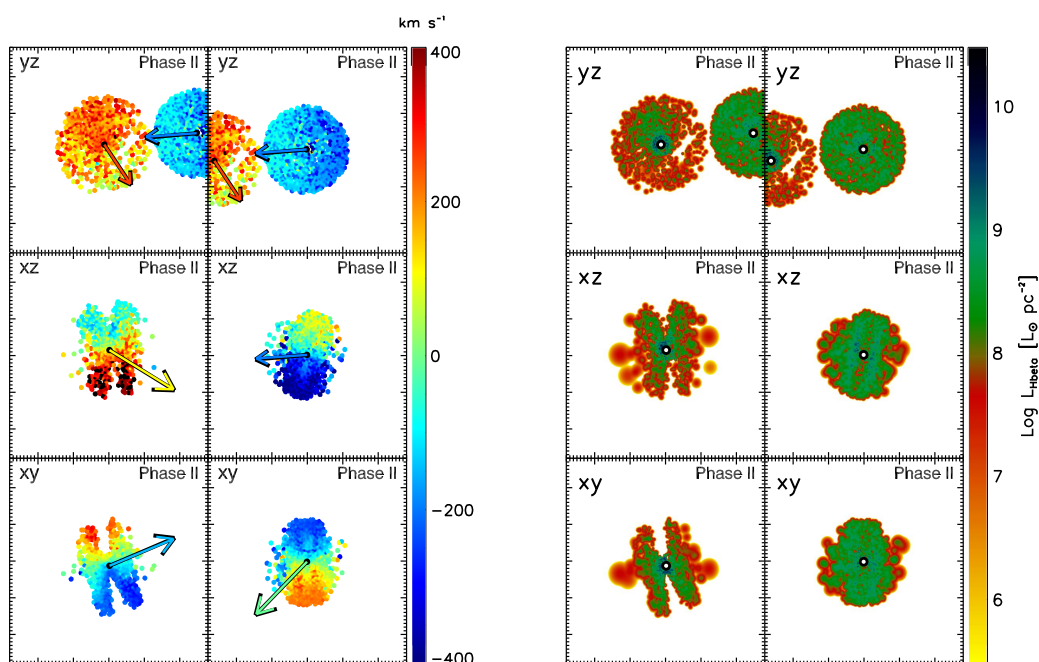 km s⁻¹
yz Phase II yz Phase II
400
200
0
−200
−400
xz Phase II xz Phase II
xy Phase II xy Phase II
yz Phase II yz Phase II
xz Phase II xz Phase II
xy Phase II xy Phase II
10
9
8
7
6
Log L_Hbeta [L⊙ pc⁻²]